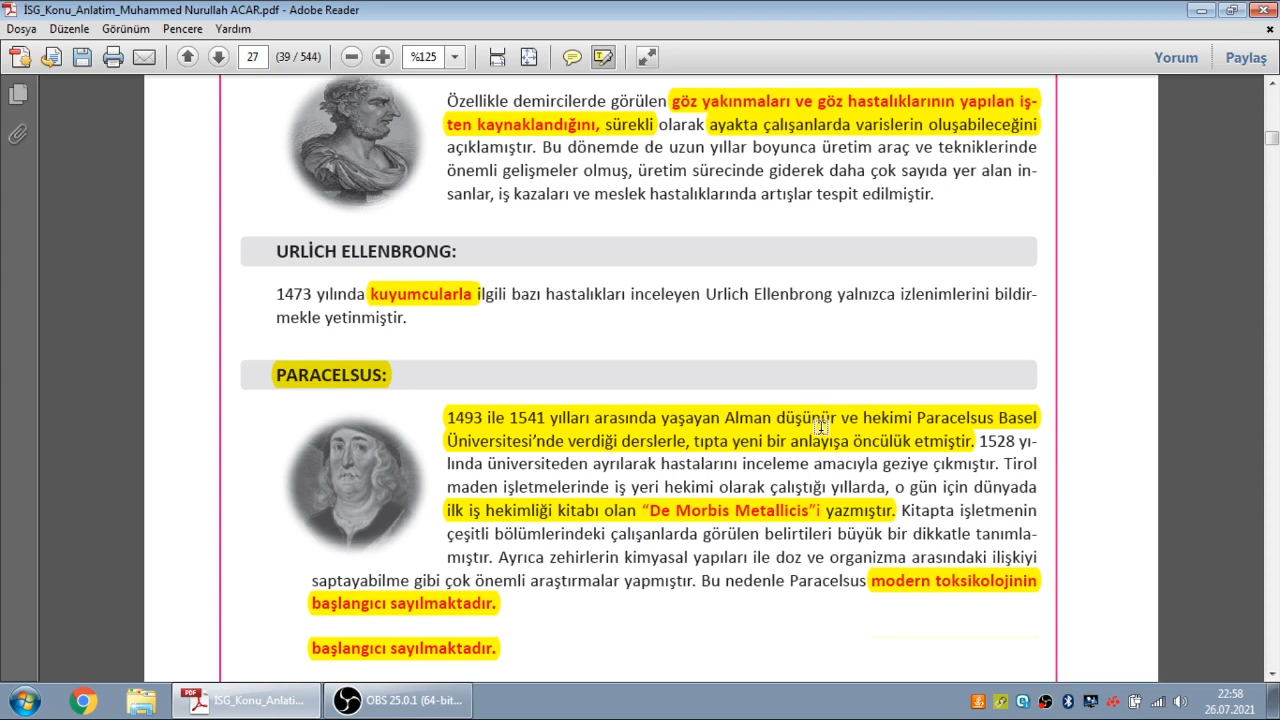 İSG_Konu_Anlatim_Muhammed Nurullah ACAR.pdf - Adobe Reader
Dosya Düzenle Görünüm Pencere Yardım
27 (39 / 544) %125 Yorum Paylaş
Özellikle demircilerde görülen göz yakınmaları ve göz hastalıklarının yapılan iş-
ten kaynaklandığını, sürekli olarak ayakta çalışanlarda varislerin oluşabileceğini
açıklamıştır. Bu dönemde de uzun yıllar boyunca üretim araç ve tekniklerinde
önemli gelişmeler olmuş, üretim sürecinde giderek daha çok sayıda yer alan in-
sanlar, iş kazaları ve meslek hastalıklarında artışlar tespit edilmiştir.
URLİCH ELLENBRONG:
1473 yılında kuyumcularla ilgili bazı hastalıkları inceleyen Urlich Ellenbrong yalnızca izlenimlerini bildir-
mekle yetinmiştir.
PARACELSUS:
1493 ile 1541 yılları arasında yaşayan Alman düşünür ve hekimi Paracelsus Basel
Üniversitesi’nde verdiği derslerle, tıpta yeni bir anlayışa öncülük etmiştir. 1528 yı-
lında üniversiteden ayrılarak hastalarını inceleme amacıyla geziye çıkmıştır. Tirol
maden işletmelerinde iş yeri hekimi olarak çalıştığı yıllarda, o gün için dünyada
ilk iş hekimliği kitabı olan “De Morbis Metallicis”i yazmıştır. Kitapta işletmenin
çeşitli bölümlerindeki çalışanlarda görülen belirtileri büyük bir dikkatle tanımla-
mıştır. Ayrıca zehirlerin kimyasal yapıları ile doz ve organizma arasındaki ilişkiyi
saptayabilme gibi çok önemli araştırmalar yapmıştır. Bu nedenle Paracelsus modern toksikolojinin
başlangıcı sayılmaktadır.
başlangıcı sayılmaktadır.
İSG_Konu_Anlati... OBS 25.0.1 (64-bit... 22:58
26.07.2021